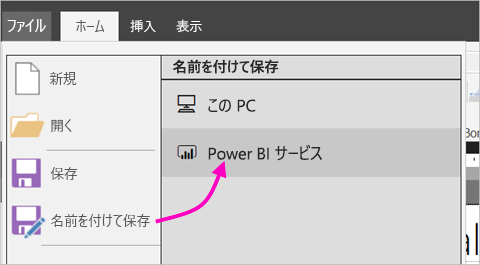 ファイル ホーム 挿入 表示
新規
開く
保存
名前を付けて保存
名前を付けて保存
この PC
Power BI サービス
Bor
al